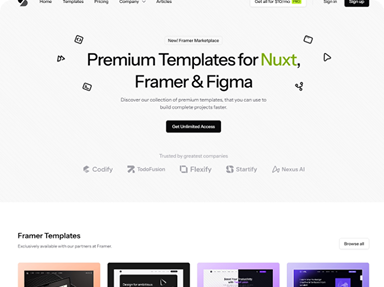 Home Templates Pricing Company Articles Get all for $10/mo PRO Sign in Sign up
New! Framer Marketplace
Premium Templates for Nuxt,
Framer & Figma
Discover our collection of premium templates, that you can use to
build complete projects faster.
Get Unlimited Access
Trusted by greatest companies
Codify TadeFusion Flexify Startify Nexus AI
Framer Templates
Exclusively available with our partners at Framer.
Browse all
Design for ambitious